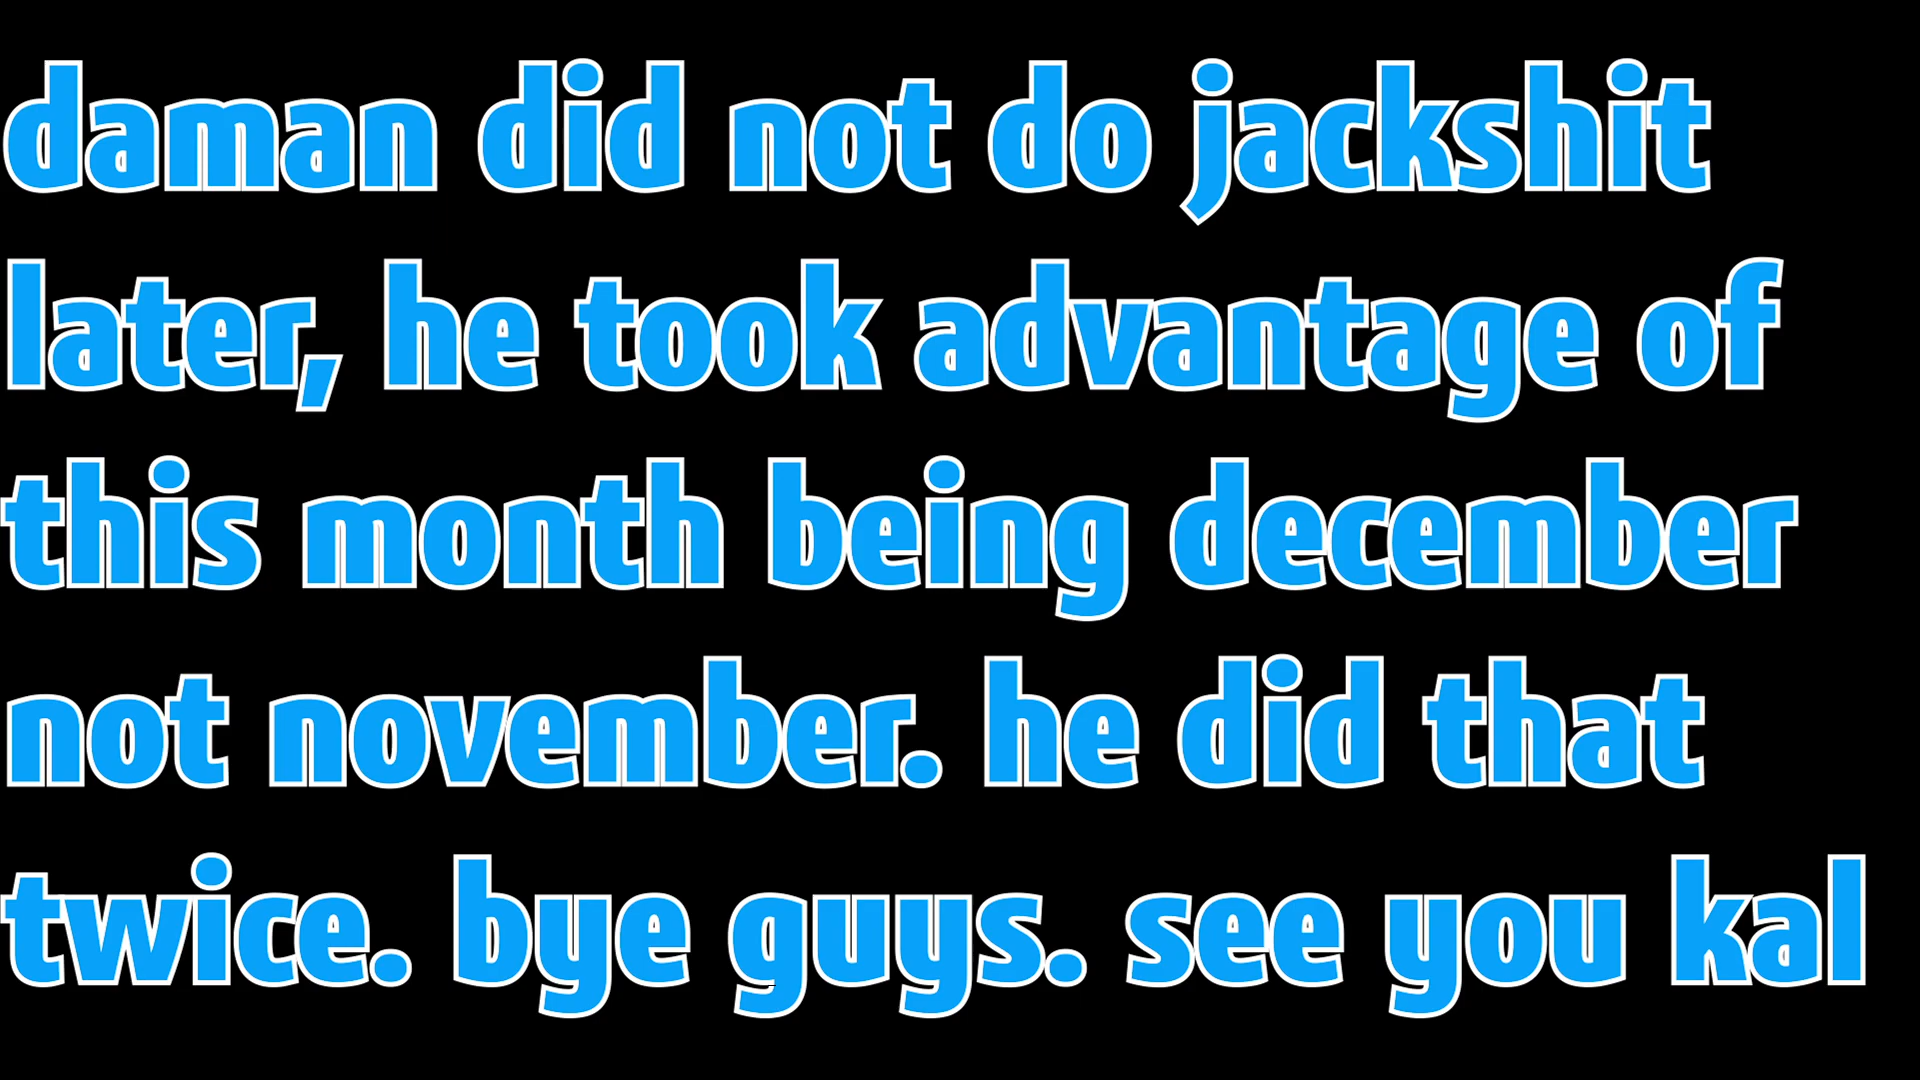 daman did not do jackshit
later, he took advantage of
this month being december
not november. he did that
twice. bye guys. see you kal